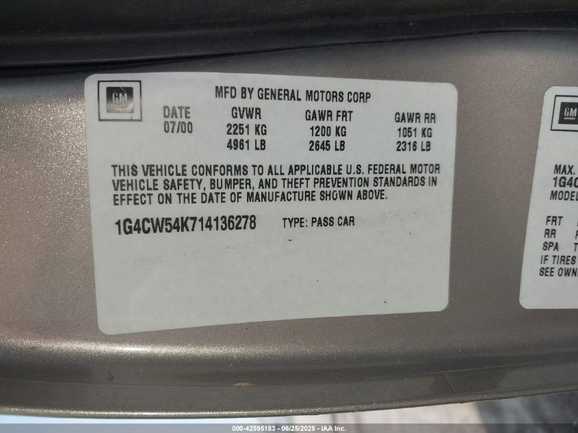 GM
MFD BY GENERAL MOTORS CORP
DATE GVWR GAWR FRT GAWR RR
07/00 2251 KG 1200 KG 1051 KG
4961 LB 2645 LB 2316 LB
THIS VEHICLE CONFORMS TO ALL APPLICABLE U.S. FEDERAL MOTOR
VEHICLE SAFETY, BUMPER, AND THEFT PREVENTION STANDARDS IN
EFFECT ON THE DATE OF MANUFACTURE SHOWN ABOVE.
1G4CW54K714136278 TYPE: PASS CAR
GM
MAX.
1G4C
MODEL
FRT
RR
SPA T
IF TIRES
SEE OWN
000-42595183 - 06/25/2025 - IAA Inc.